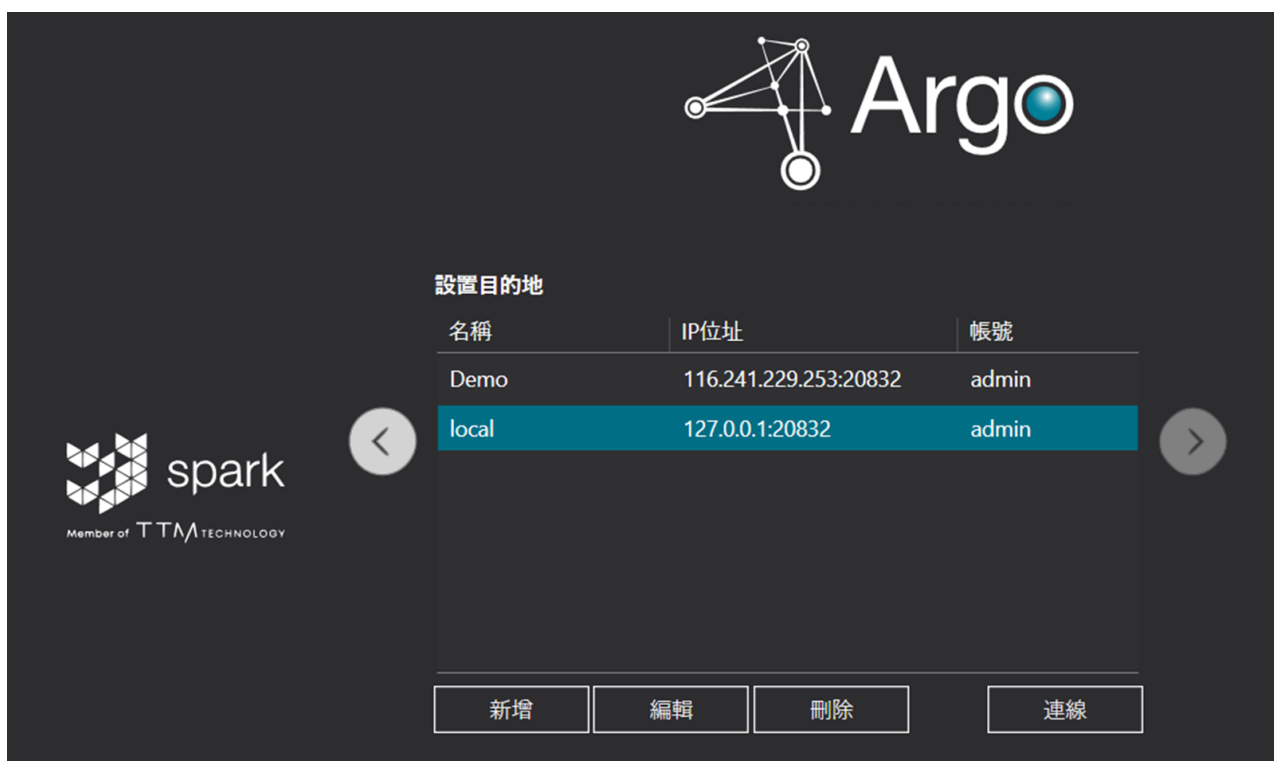 Argo
設置目的地
名稱 IP位址 帳號
Demo 116.241.229.253:20832 admin
local 127.0.0.1:20832 admin
spark
Member of TTM TECHNOLOGY
新增 編輯 刪除 連線